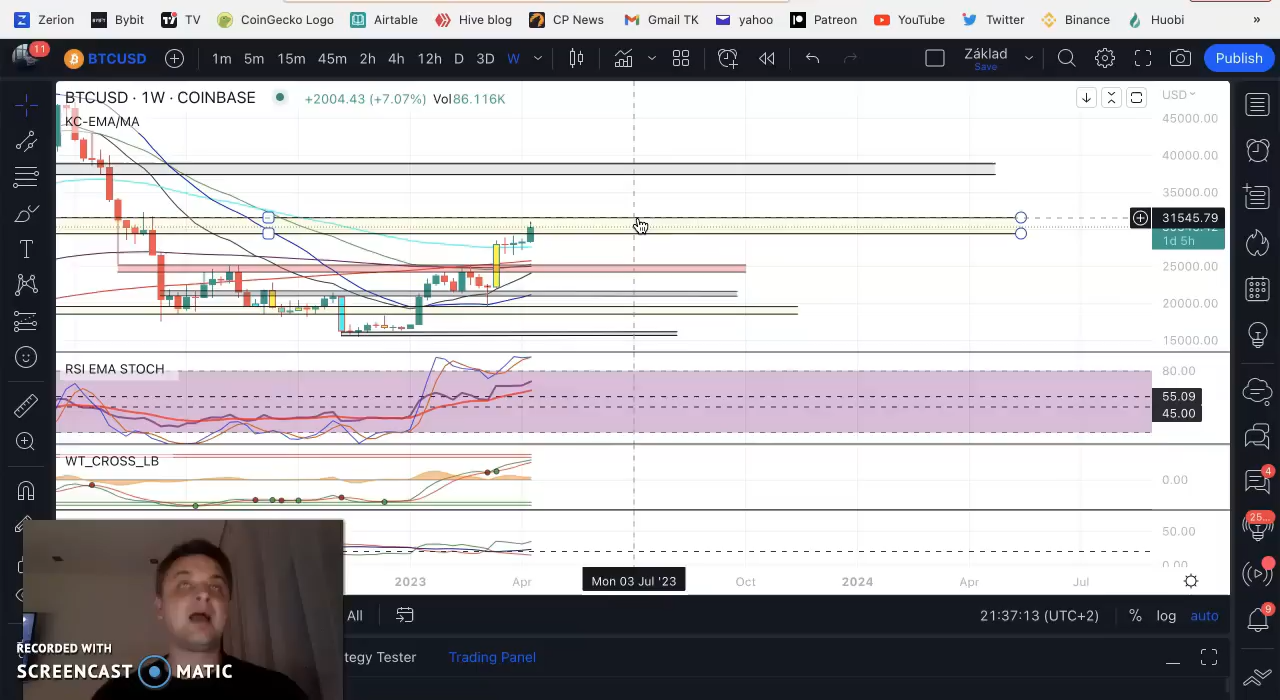 Zerion Bybit TV CoinGecko Logo Airtable Hive blog CP News Gmail TK yahoo Patreon YouTube Twitter Binance Huobi »
11 BTCUSD 1m 5m 15m 45m 2h 4h 12h D 3D W Základ Save Publish
BTCUSD · 1W · COINBASE +2004.43 (+7.07%) Vol86.116K USD
KC-EMA/MA
45000.00
40000.00
35000.00
31545.79
1d 5h
25000.00
20000.00
15000.00
RSI EMA STOCH
80.00
55.09
45.00
WT_CROSS_LB
0.00
4
25...
50.00
0.00
2023 Apr Mon 03 Jul '23 Oct 2024 Apr Jul
All 21:37:13 (UTC+2) % log auto
9
RECORDED WITH
SCREENCAST MATIC
tegy Tester Trading Panel